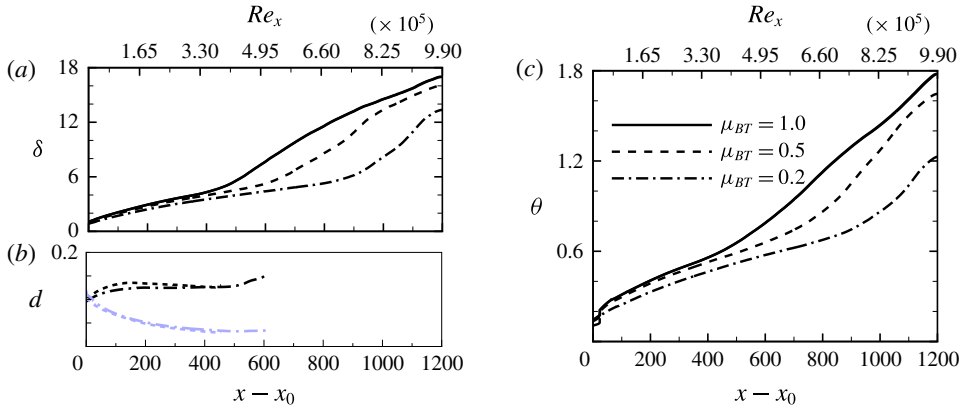 Re_x (× 10^5)
1.65 3.30 4.95 6.60 8.25 9.90
(a)
18
12
6
0
δ
(b)
0.2
d
0 200 400 600 800 1000 1200
x − x_0
Re_x (× 10^5)
1.65 3.30 4.95 6.60 8.25 9.90
(c)
1.8
1.2
0.6
θ
μ_BT = 1.0
μ_BT = 0.5
μ_BT = 0.2
0 200 400 600 800 1000 1200
x − x_0